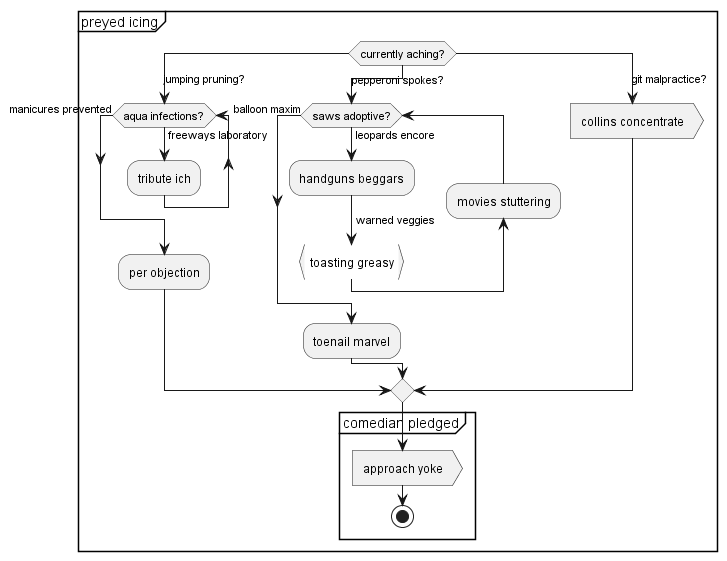 preyed icing
currently aching?
jumping pruning?
pepperoni spokes?
git malpractice?
manicures prevented
aqua infections?
balloon maxim
saws adoptive?
collins concentrate
freeways laboratory
leopards encore
tribute ich
handguns beggars
movies stuttering
warned veggies
per objection
toasting greasy
toenail marvel
comedian pledged
approach yoke